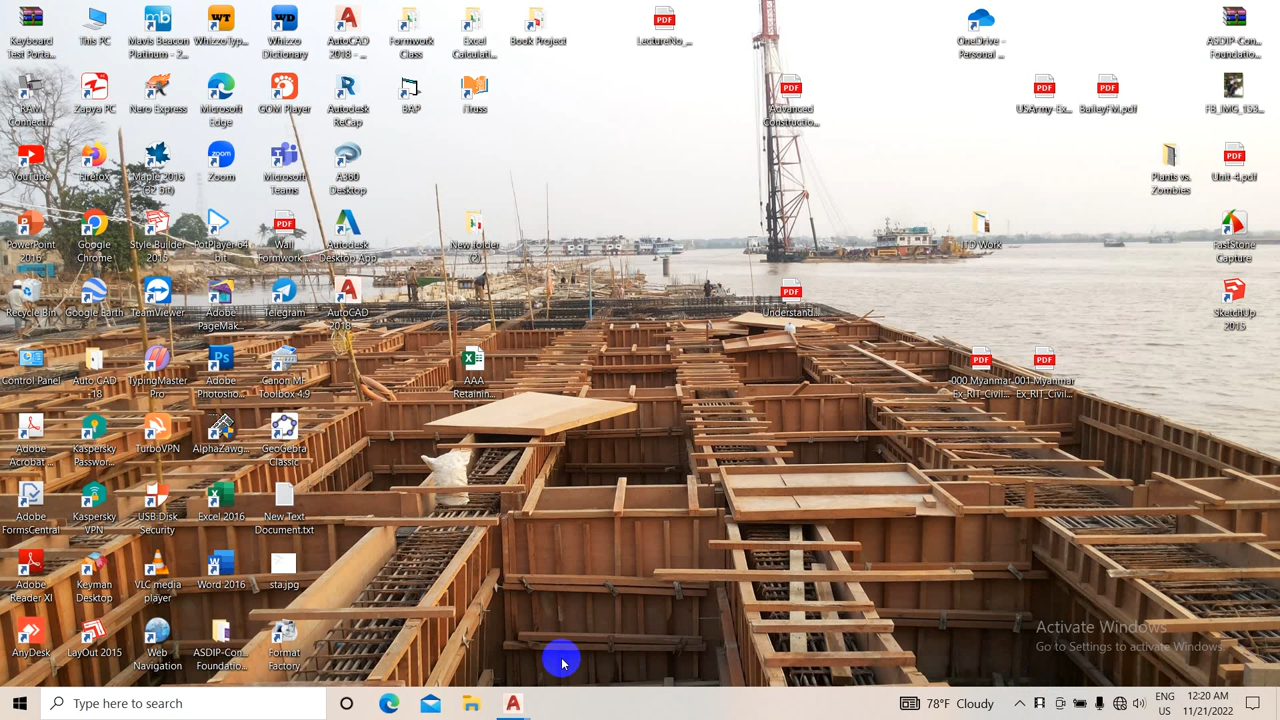 Keyboard
Test Porta...
This PC
Mavis Beacon
Platinum - 2...
WhizzoTyp...
Whizzo
Dictionary
AutoCAD
2018 - ...
Formwork
Class
Excel
Calculati...
Book Project
LectureNo_...
OneDrive -
Personal ...
ASDIP-Con...
Foundatio...
RAM
Connecti...
Zapya PC
Nero Express
Microsoft
Edge
GOM Player
Autodesk
ReCap
BAP
iTruss
Advanced
Constructio...
USArmy-Ex...
BaileyFM.pdf
FB_IMG_153...
YouTube
Firefox
Maple 2016
(32 bit)
Zoom
Microsoft
Teams
A360
Desktop
Plants vs.
Zombies
Unit-4.pdf
PowerPoint
2016
Google
Chrome
Style Builder
2015
PotPlayer 64
bit
Wall
Formwork...
Autodesk
Desktop App
New folder
(2)
ITD Work
FastStone
Capture
Recycle Bin
Google Earth
TeamViewer
Adobe
PageMak...
Telegram
AutoCAD
2018 ...
Understand...
SketchUp
2015
Control Panel
Auto CAD
-18
TypingMaster
Pro
Adobe
Photosho...
Canon MF
Toolbox 4.9
AAA
Retainin...
-000 Myanmar
Ex-RIT_Civil...
001 Myanmar
Ex_RIT_Civil...
Adobe
Acrobat ...
Kaspersky
Passwor...
TurboVPN
AlphaZawg...
GeoGebra
Classic
Adobe
FormsCentral
Kaspersky
VPN
USB Disk
Security
Excel 2016
New Text
Document.txt
Adobe
Reader XI
Keyman
Desktop
VLC media
player
Word 2016
sta.jpg
AnyDesk
LayOut 2015
Web
Navigation
ASDIP-Con...
Foundatio...
Format
Factory
Activate Windows
Go to Settings to activate Windows.
Type here to search
78°F Cloudy
ENG
US
12:20 AM
11/21/2022